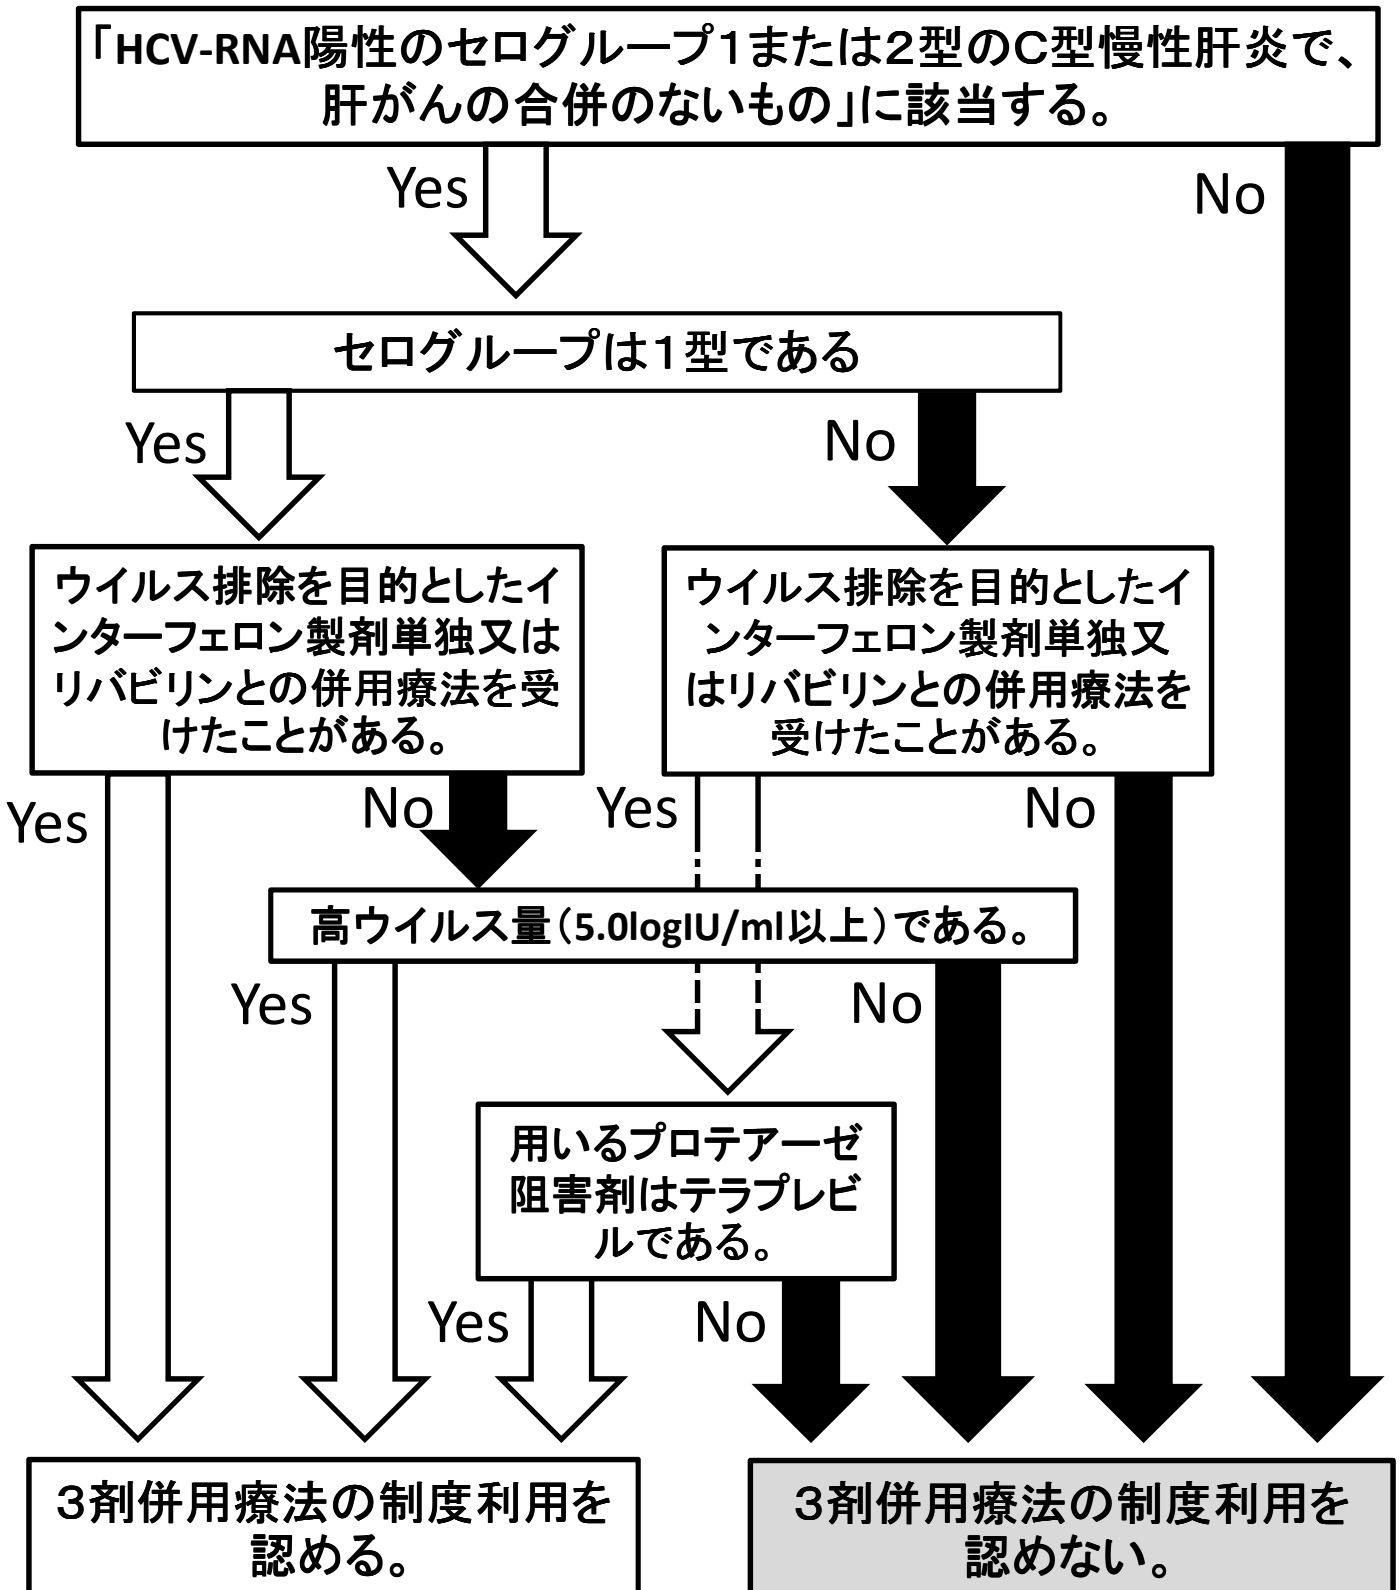 「HCV-RNA陽性のセログループ1または2型のC型慢性肝炎で、
肝がんの合併のないもの」に該当する。
Yes
No
セログループは1型である
Yes
No
ウイルス排除を目的としたイ
ンターフェロン製剤単独又は
リバビリンとの併用療法を受
けたことがある。
ウイルス排除を目的としたイ
ンターフェロン製剤単独又
はリバビリンとの併用療法を
受けたことがある。
Yes
No
Yes
No
高ウイルス量(5.0logIU/ml以上)である。
Yes
No
用いるプロテアーゼ
阻害剤はテラプレビ
ルである。
Yes
No
3剤併用療法の制度利用を
認める。
3剤併用療法の制度利用を
認めない。